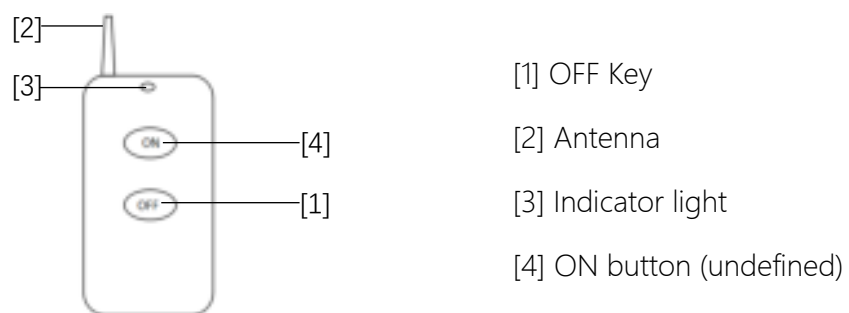 [2]
[3]
ON
[4]
OFF
[1]
[1] OFF Key
[2] Antenna
[3] Indicator light
[4] ON button (undefined)